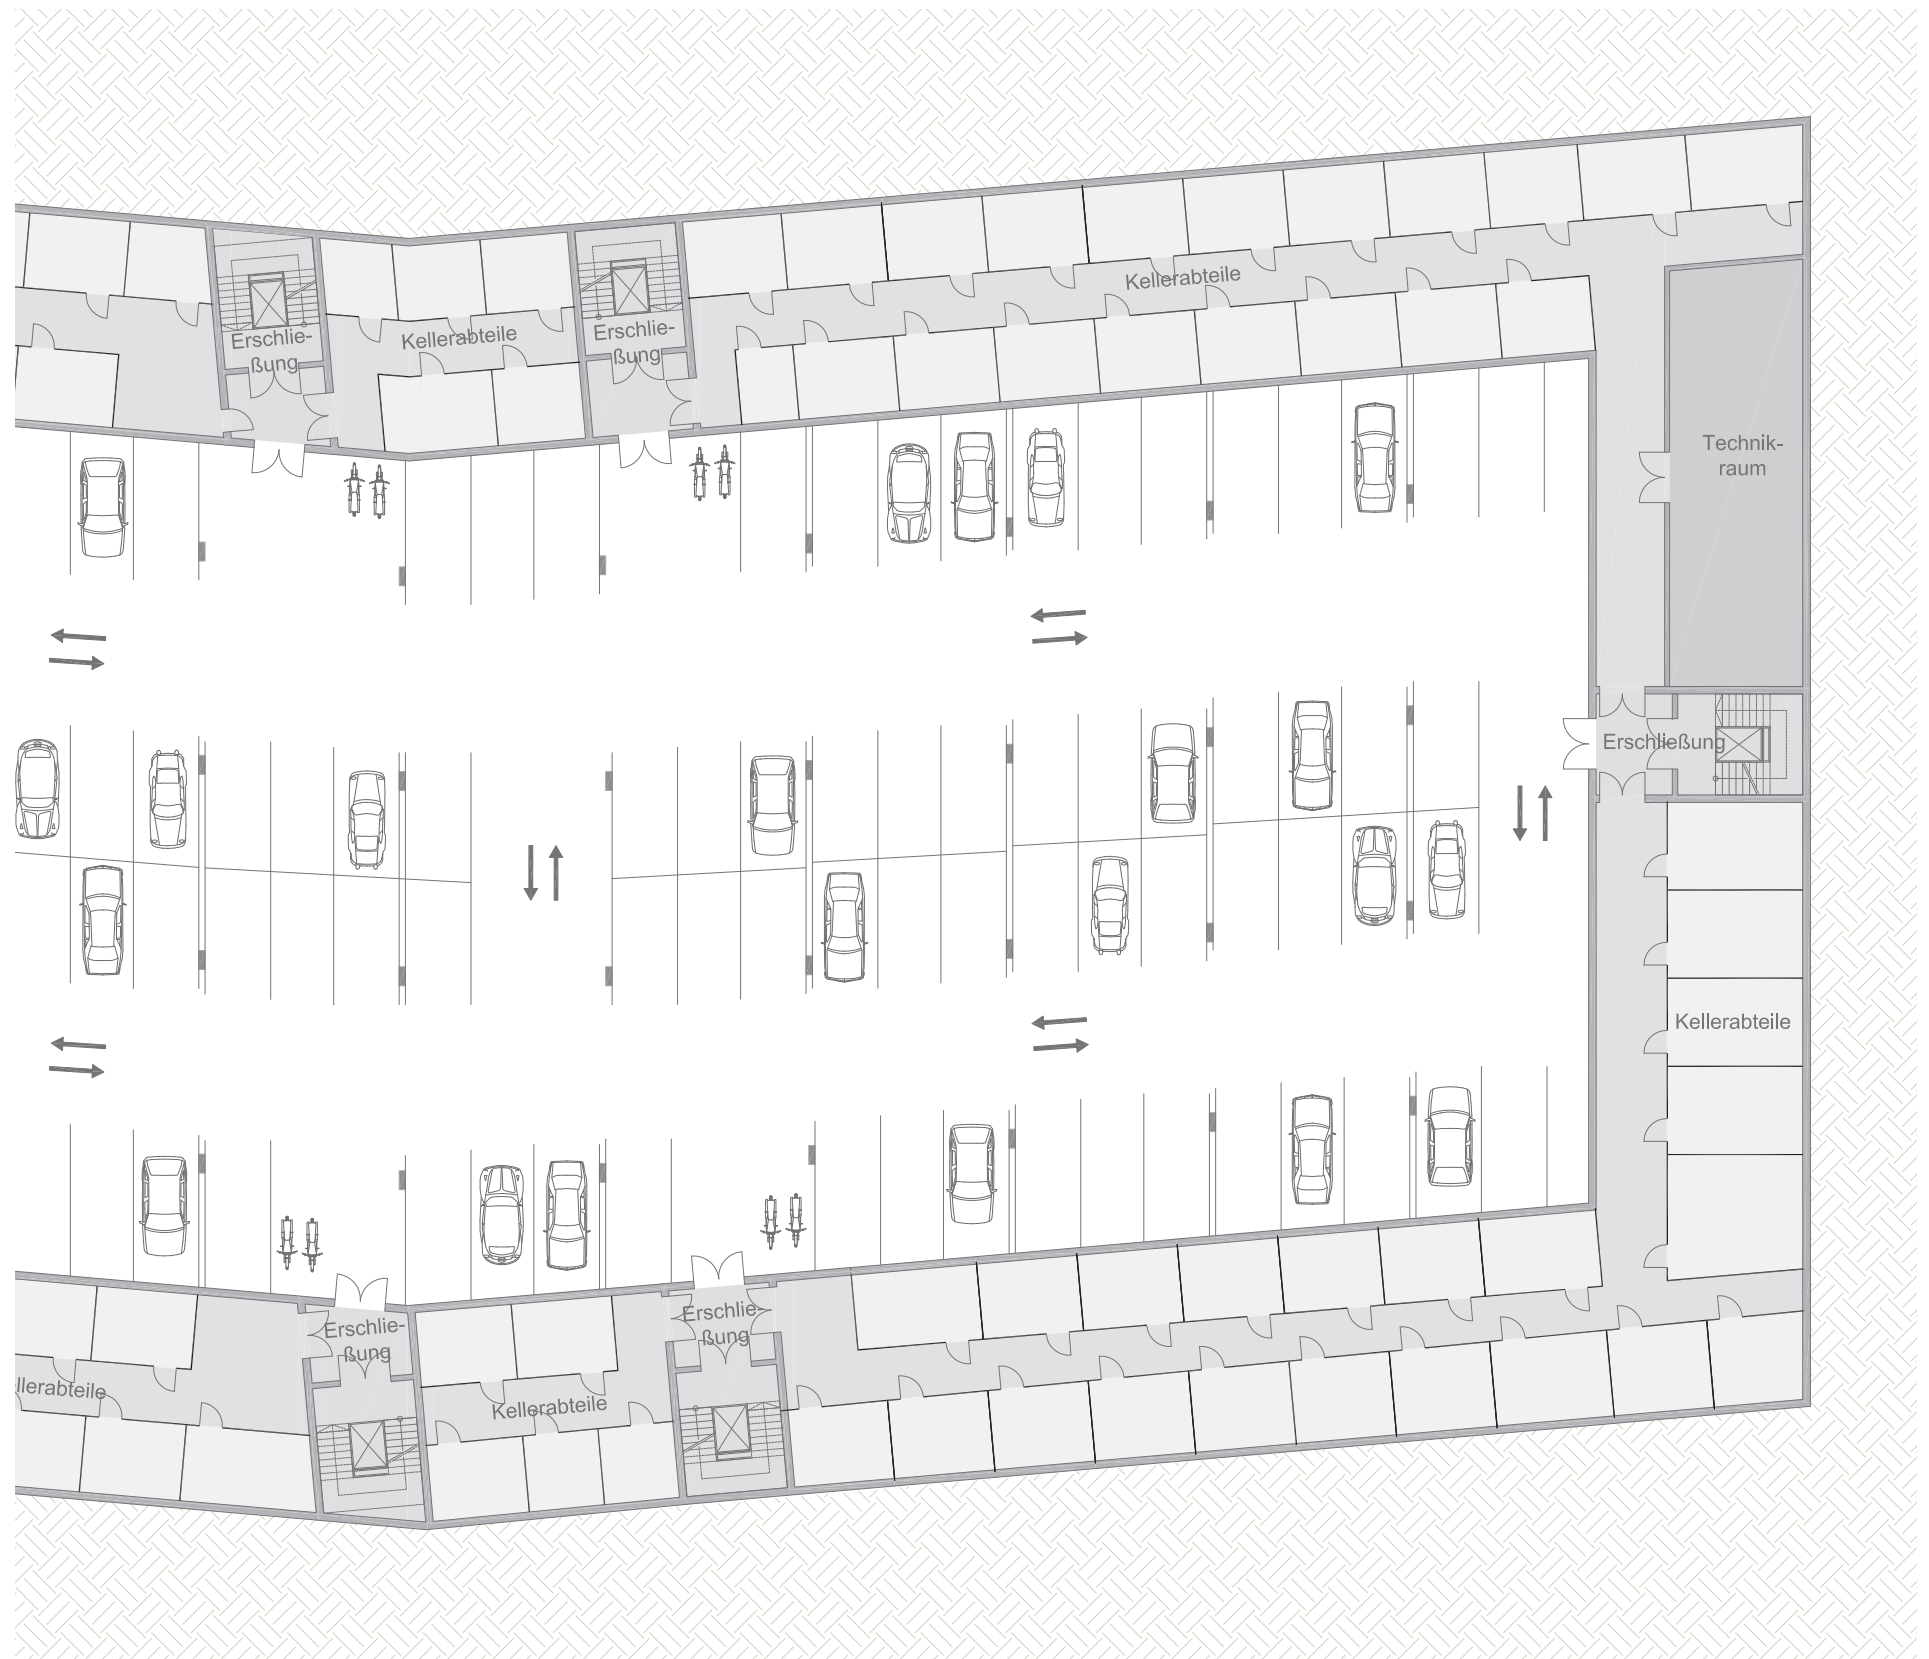 Kellerabteile
Erschlie-
ßung
Kellerabteile
Erschlie-
ßung
Technik-
raum
Erschließung
Kellerabteile
Erschlie-
ßung
Erschlie-
ßung
llerabteile
Kellerabteile